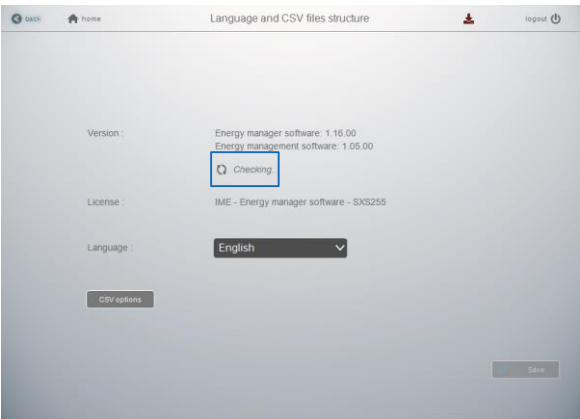 back home Language and CSV files structure logout
Version : Energy manager software: 1.16.00
Energy management software: 1.05.00
Checking.
License : IME - Energy manager software - SXS255
Language : English
CSV options
Save